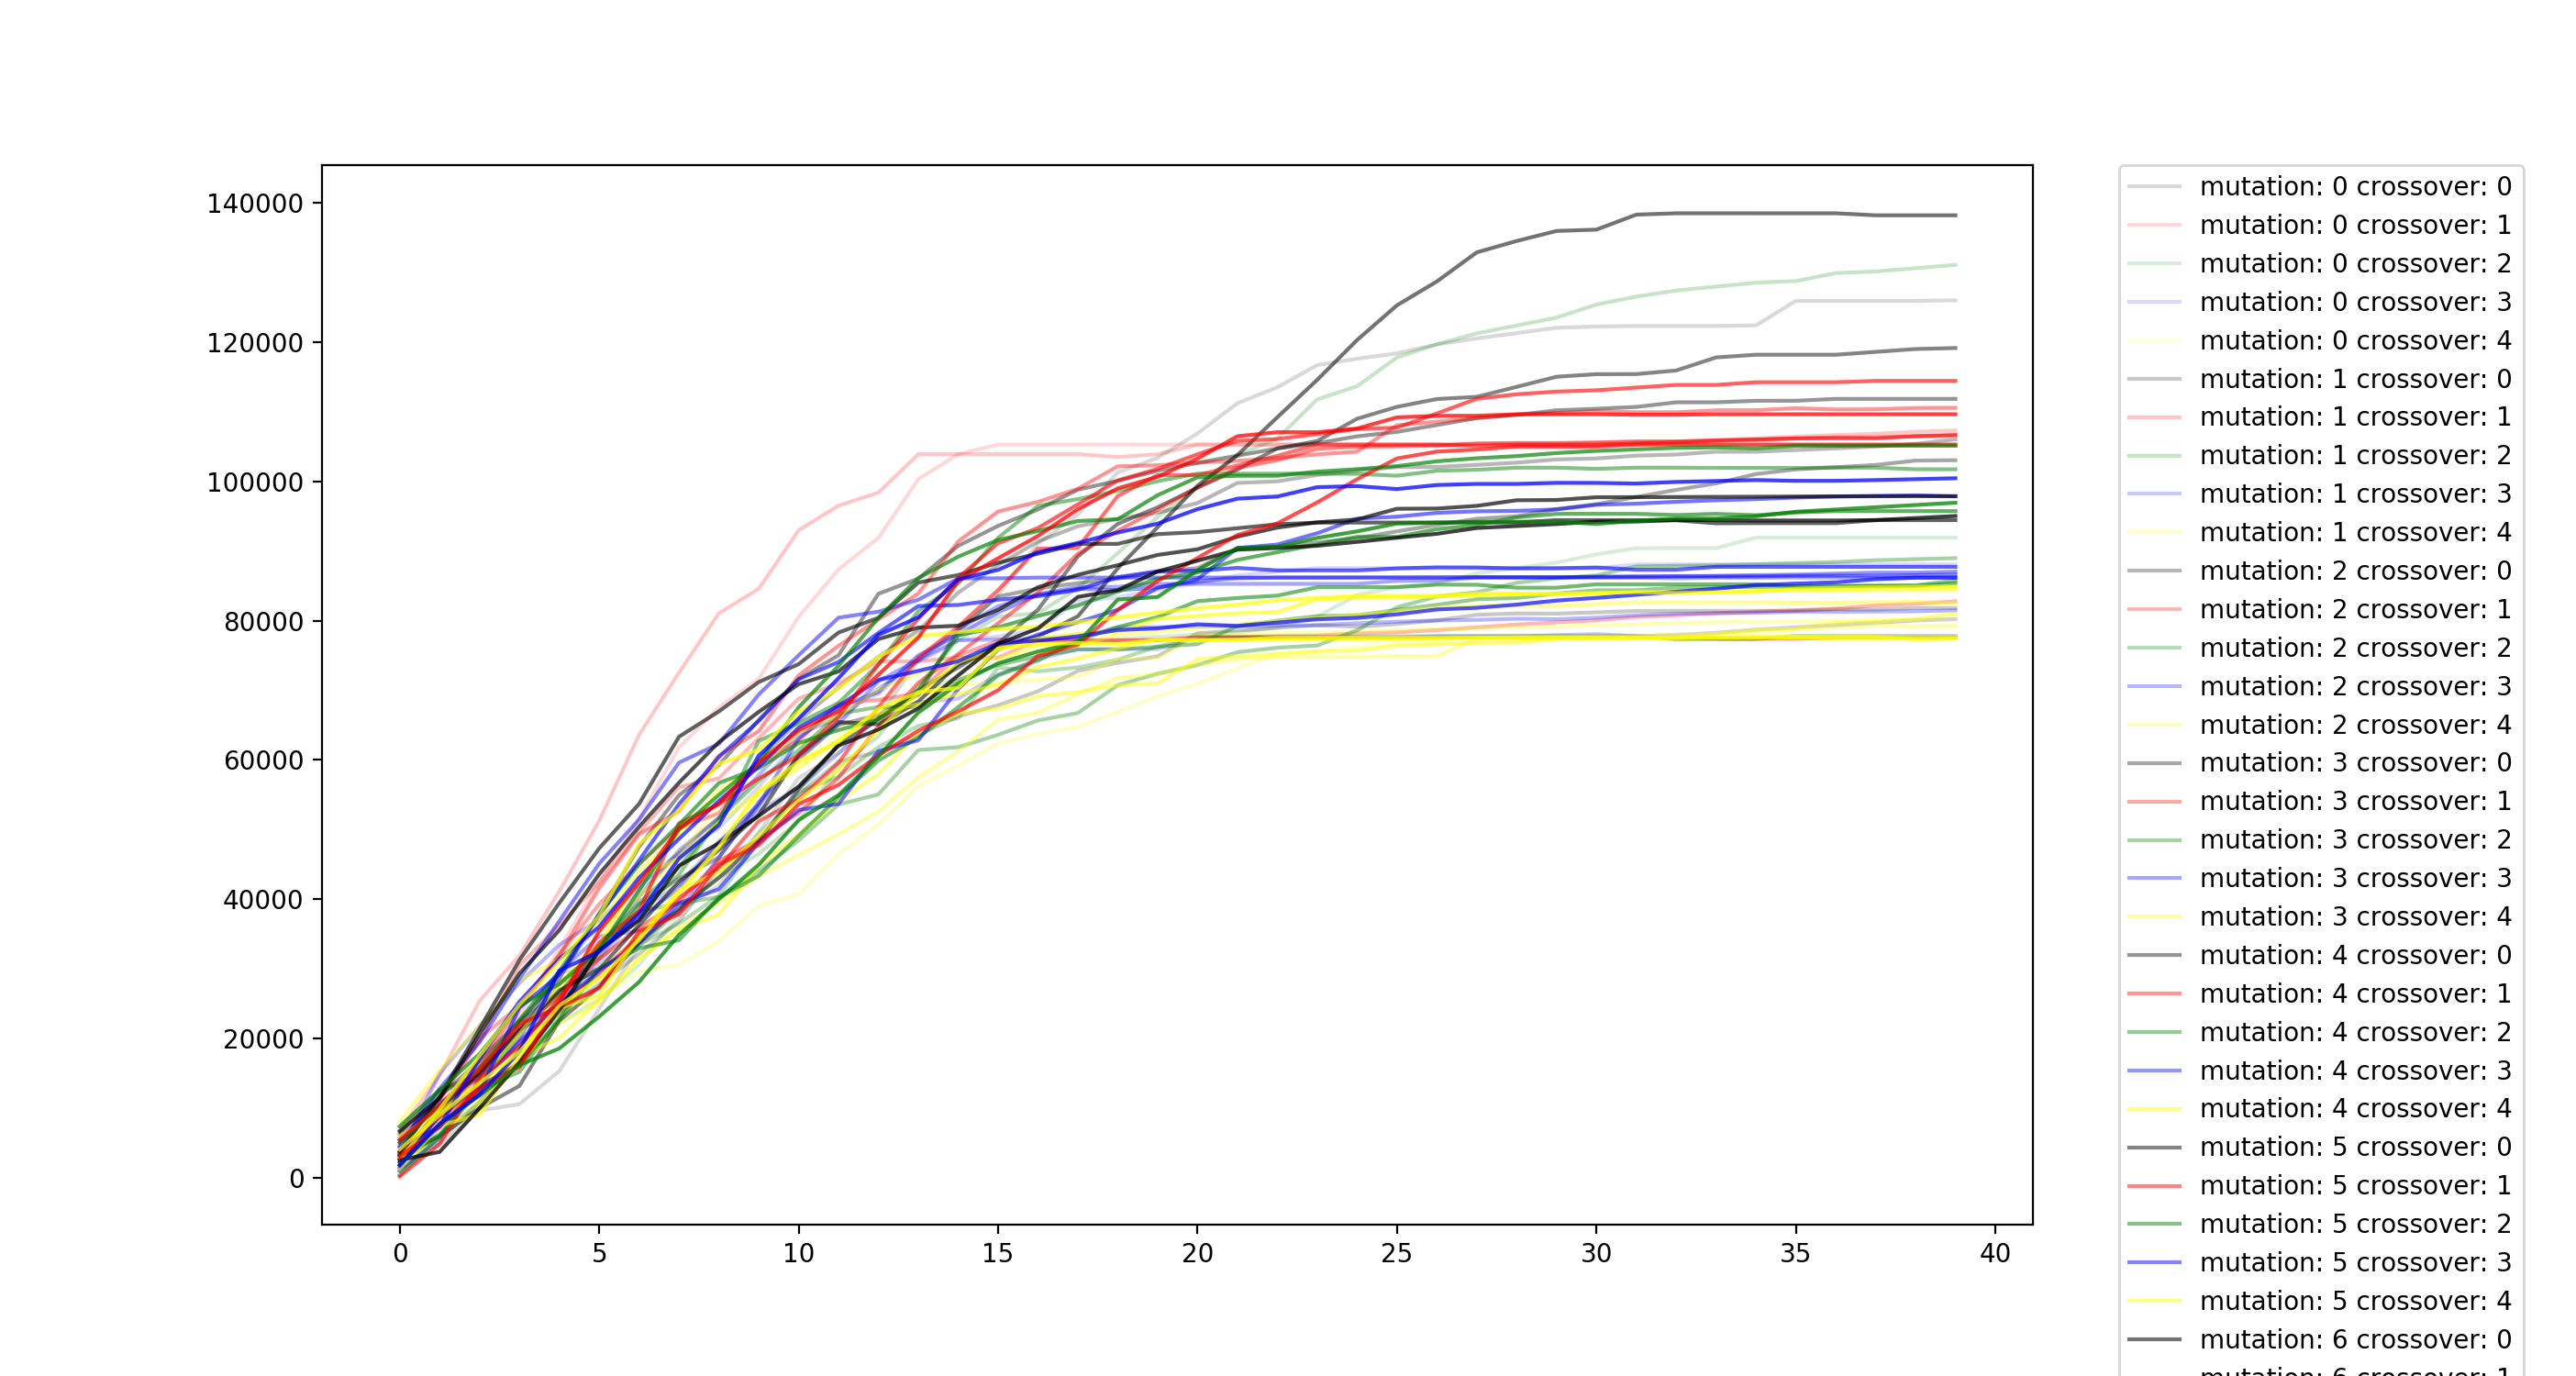 140000
120000
100000
80000
60000
40000
20000
0
0 5 10 15 20 25 30 35 40
mutation: 0 crossover: 0
mutation: 0 crossover: 1
mutation: 0 crossover: 2
mutation: 0 crossover: 3
mutation: 0 crossover: 4
mutation: 1 crossover: 0
mutation: 1 crossover: 1
mutation: 1 crossover: 2
mutation: 1 crossover: 3
mutation: 1 crossover: 4
mutation: 2 crossover: 0
mutation: 2 crossover: 1
mutation: 2 crossover: 2
mutation: 2 crossover: 3
mutation: 2 crossover: 4
mutation: 3 crossover: 0
mutation: 3 crossover: 1
mutation: 3 crossover: 2
mutation: 3 crossover: 3
mutation: 3 crossover: 4
mutation: 4 crossover: 0
mutation: 4 crossover: 1
mutation: 4 crossover: 2
mutation: 4 crossover: 3
mutation: 4 crossover: 4
mutation: 5 crossover: 0
mutation: 5 crossover: 1
mutation: 5 crossover: 2
mutation: 5 crossover: 3
mutation: 5 crossover: 4
mutation: 6 crossover: 0
mutation: 6 crossover: 1